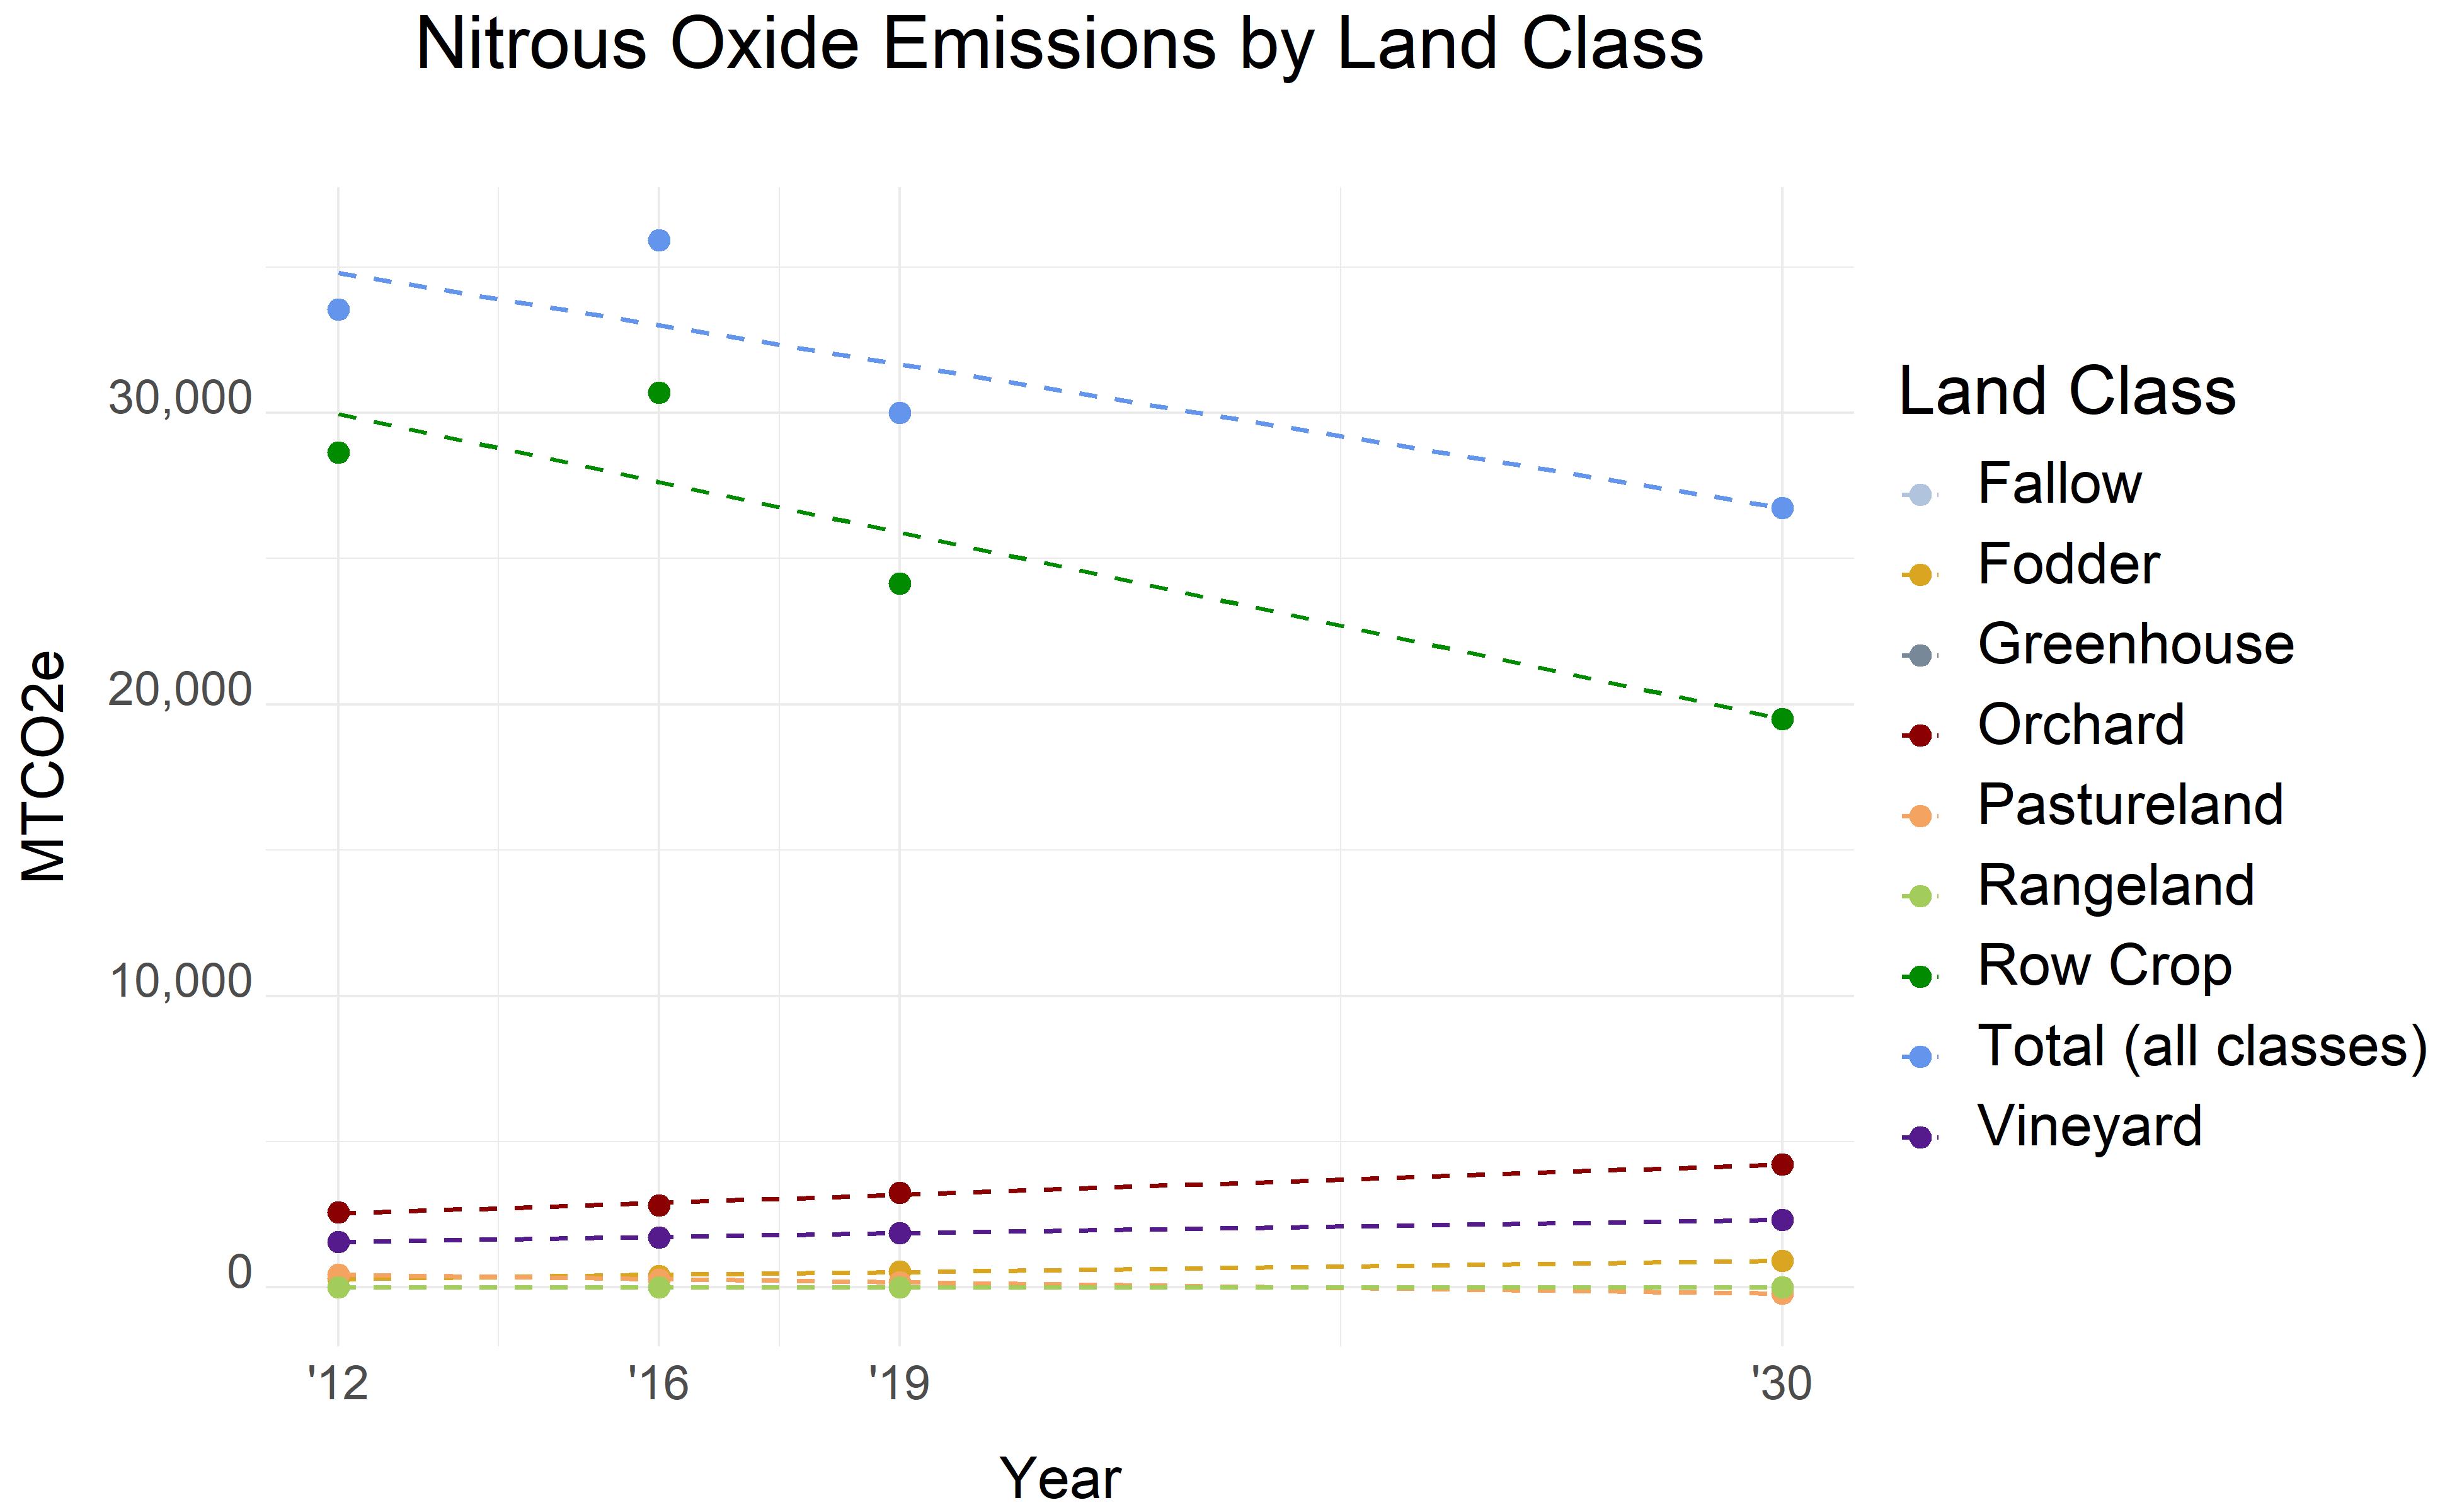 Nitrous Oxide Emissions by Land Class
MTCO2e
30,000
20,000
10,000
0
'12
'16
'19
'30
Year
Land Class
Fallow
Fodder
Greenhouse
Orchard
Pastureland
Rangeland
Row Crop
Total (all classes)
Vineyard